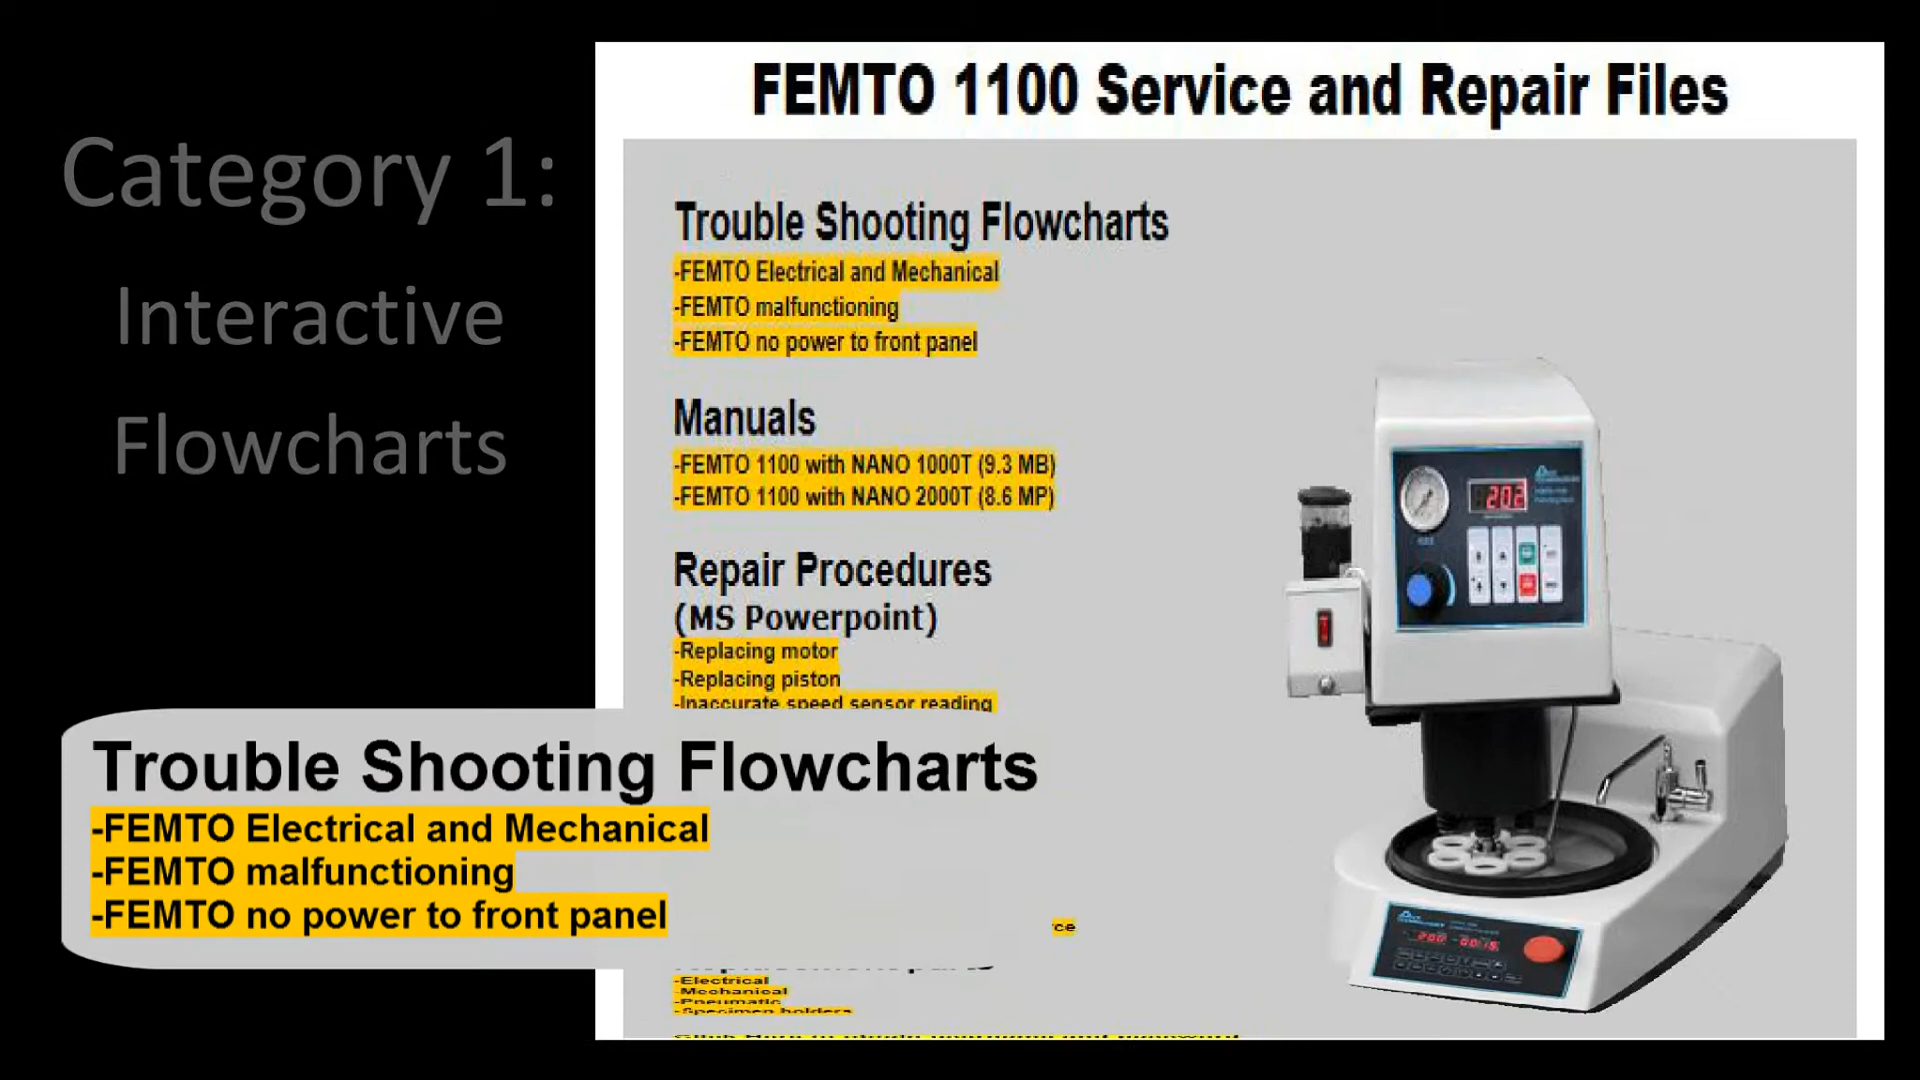 Category 1:
Interactive
Flowcharts
FEMTO 1100 Service and Repair Files
Trouble Shooting Flowcharts
-FEMTO Electrical and Mechanical
-FEMTO malfunctioning
-FEMTO no power to front panel
Manuals
-FEMTO 1100 with NANO 1000T (9.3 MB)
-FEMTO 1100 with NANO 2000T (8.6 MP)
Repair Procedures
(MS Powerpoint)
-Replacing motor
-Replacing piston
-Inaccurate speed sensor reading
Trouble Shooting Flowcharts
-FEMTO Electrical and Mechanical
-FEMTO malfunctioning
-FEMTO no power to front panel
ce
-Electrical
-Mechanical
-Pneumatic
-Specimen holders
202